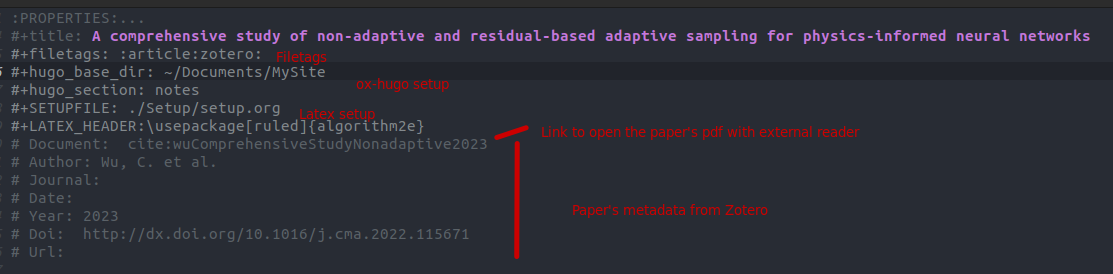 :PROPERTIES:...
#+title: A comprehensive study of non-adaptive and residual-based adaptive sampling for physics-informed neural networks
#+filetags: :article:zotero: Filetags
#+hugo_base_dir: ~/Documents/MySite
ox-hugo setup
#+hugo_section: notes
#+SETUPFILE: ./Setup/setup.org
Latex setup
#+LATEX_HEADER:\usepackage[ruled]{algorithm2e}
Link to open the paper's pdf with external reader
# Document:  cite:wuComprehensiveStudyNonadaptive2023
# Author: Wu, C. et al.
# Journal:
# Date:
Paper's metadata from Zotero
# Year: 2023
# Doi:  http://dx.doi.org/10.1016/j.cma.2022.115671
# Url: